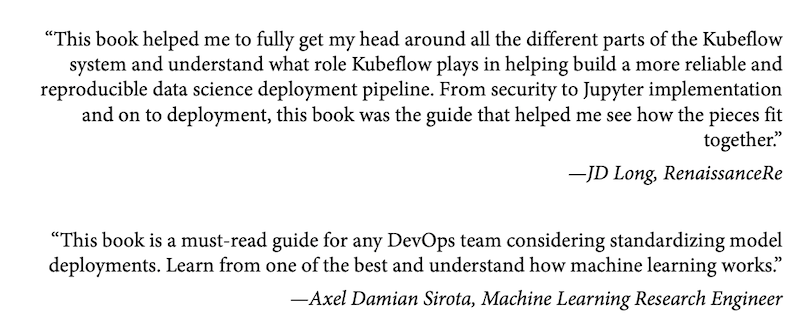 “This book helped me to fully get my head around all the different parts of the Kubeflow
system and understand what role Kubeflow plays in helping build a more reliable and
reproducible data science deployment pipeline. From security to Jupyter implementation
and on to deployment, this book was the guide that helped me see how the pieces fit
together.”
—JD Long, RenaissanceRe
“This book is a must-read guide for any DevOps team considering standardizing model
deployments. Learn from one of the best and understand how machine learning works.”
—Axel Damian Sirota, Machine Learning Research Engineer